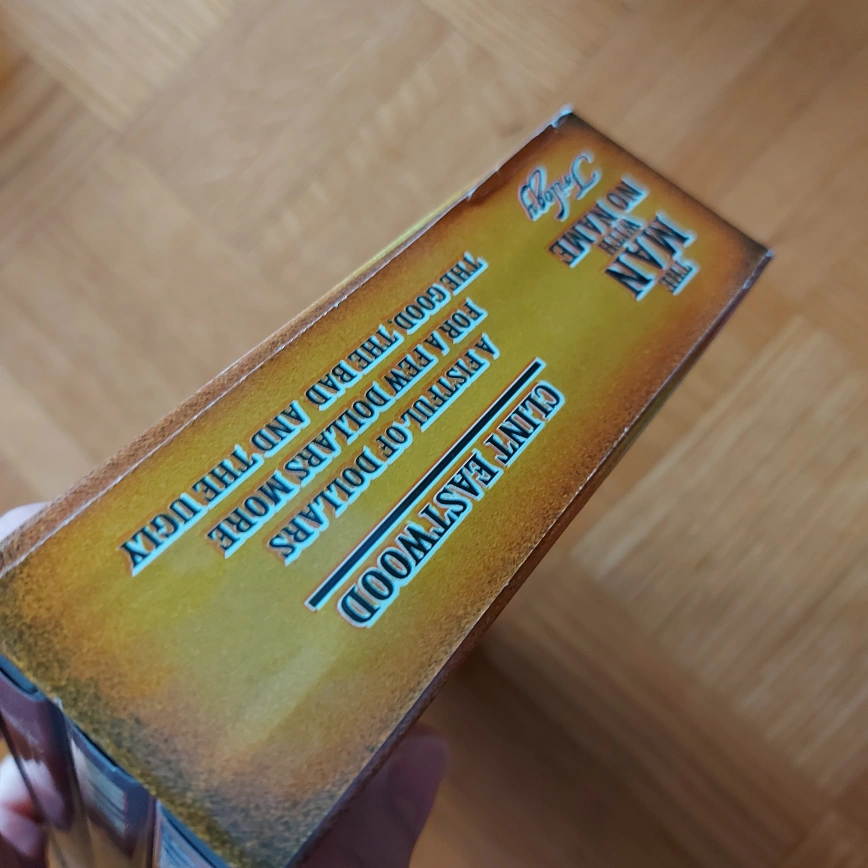 THE
MAN
WITH
NO NAME
Trilogy
CLINT EASTWOOD
A FISTFUL OF DOLLARS
FOR A FEW DOLLARS MORE
THE GOOD, THE BAD AND THE UGLY